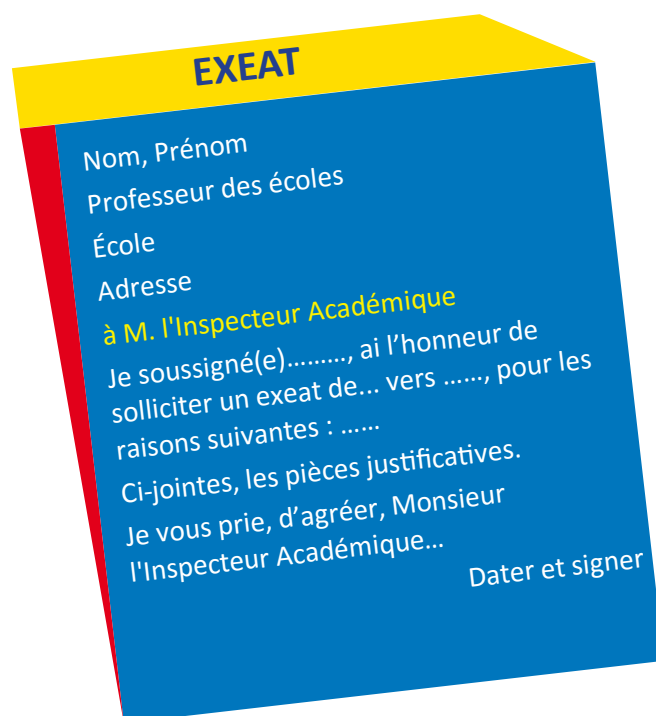 EXEAT
Nom, Prénom
Professeur des écoles
École
Adresse
à M. l'Inspecteur Académique
Je soussigné(e)........., ai l’honneur de
solliciter un exeat de... vers ......, pour les
raisons suivantes : ......
Ci-jointes, les pièces justificatives.
Je vous prie, d’agréer, Monsieur
l'Inspecteur Académique…
Dater et signer